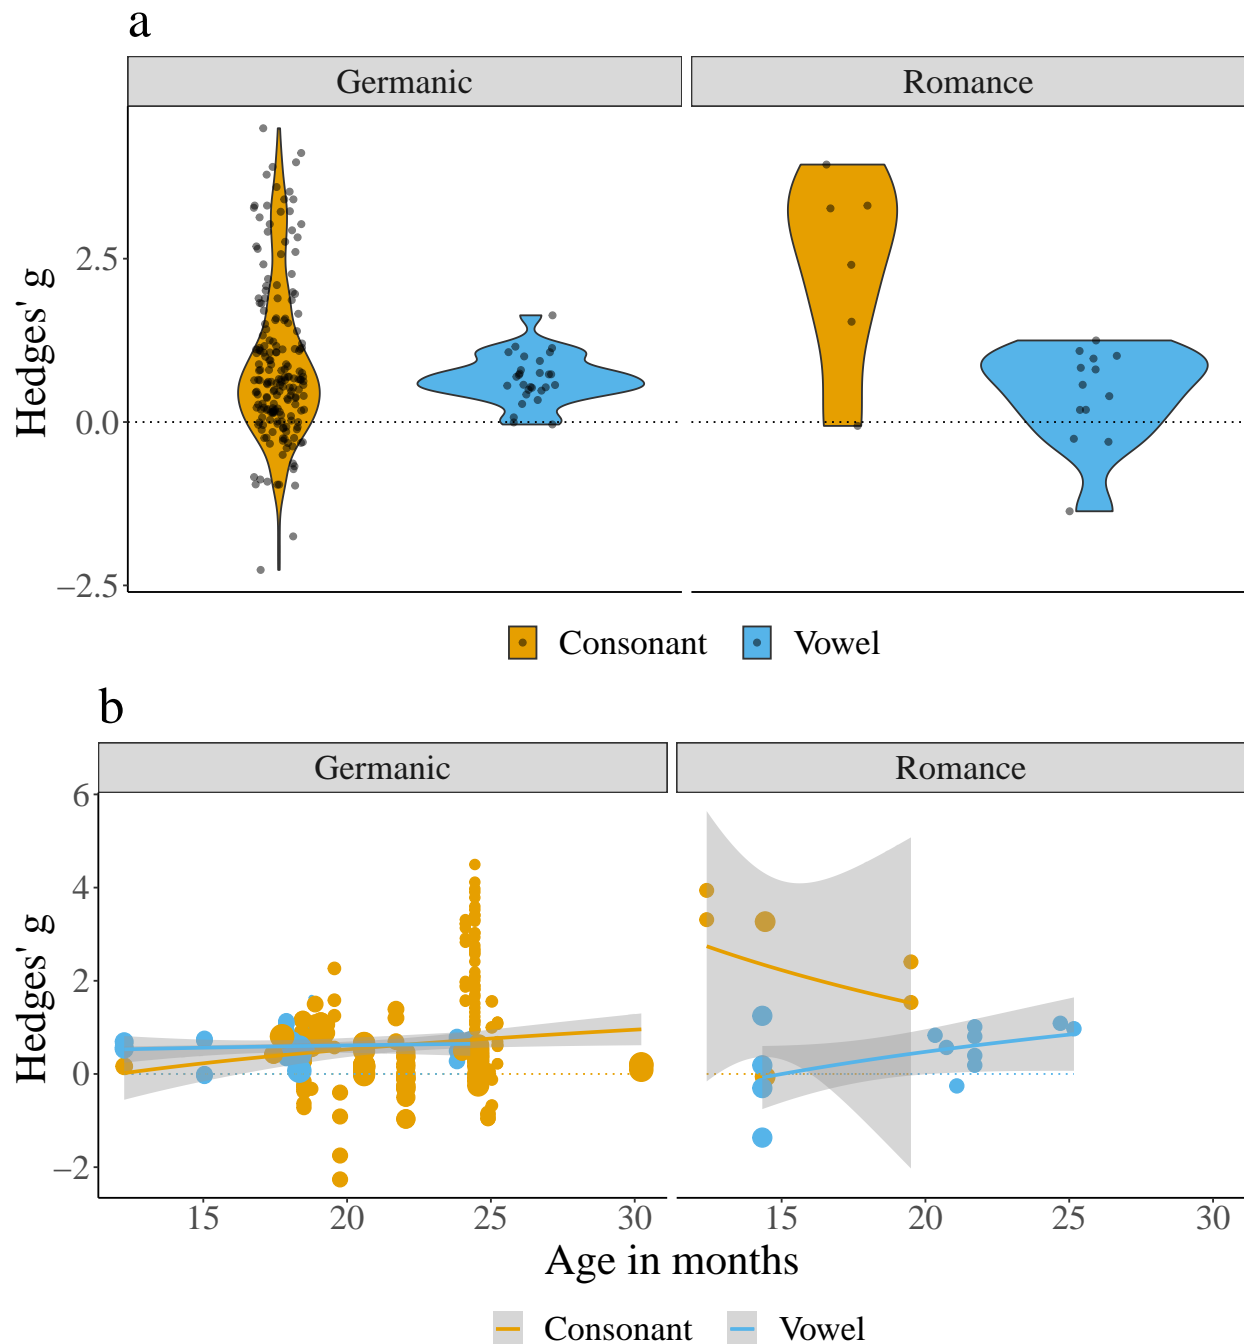 a
Germanic Romance
Hedges' g
2.5
0.0
−2.5
Consonant Vowel
b
Germanic Romance
Hedges' g
6
4
2
0
−2
15 20 25 30 15 20 25 30
Age in months
Consonant Vowel